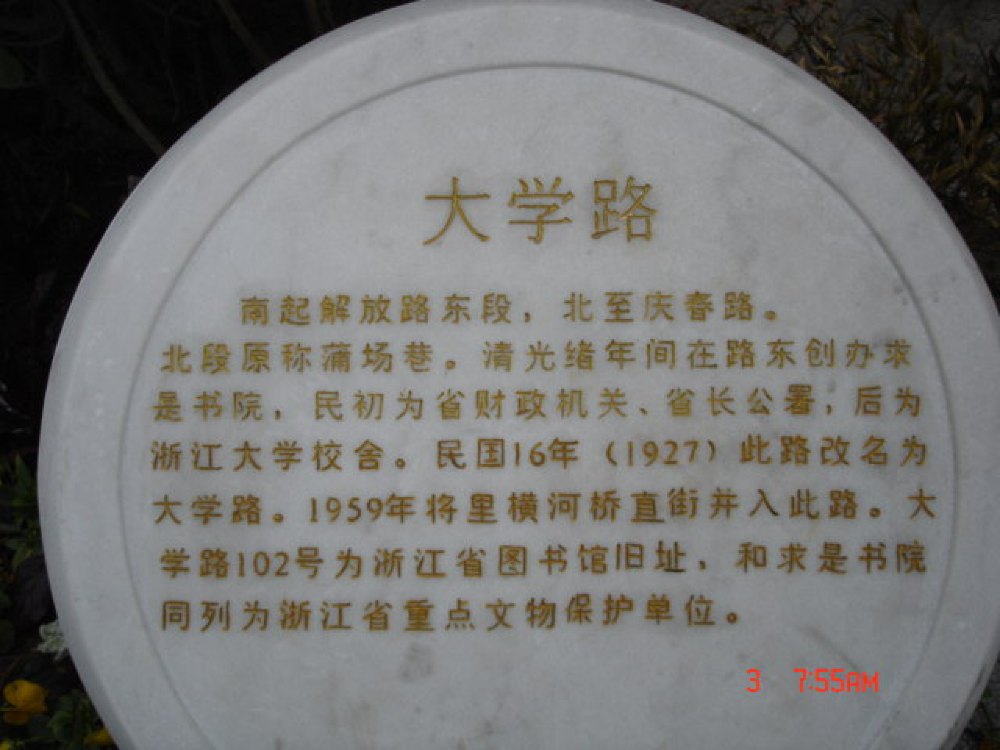 大学路
南起解放路东段，北至庆春路。
北段原称蒲场巷。清光绪年间在路东创办求
是书院，民初为省财政机关、省长公署，后为
浙江大学校舍。民国16年（1927）此路改名为
大学路。1959年将里横河桥直街并入此路。大
学路102号为浙江省图书馆旧址，和求是书院
同列为浙江省重点文物保护单位。
3 7:55AM